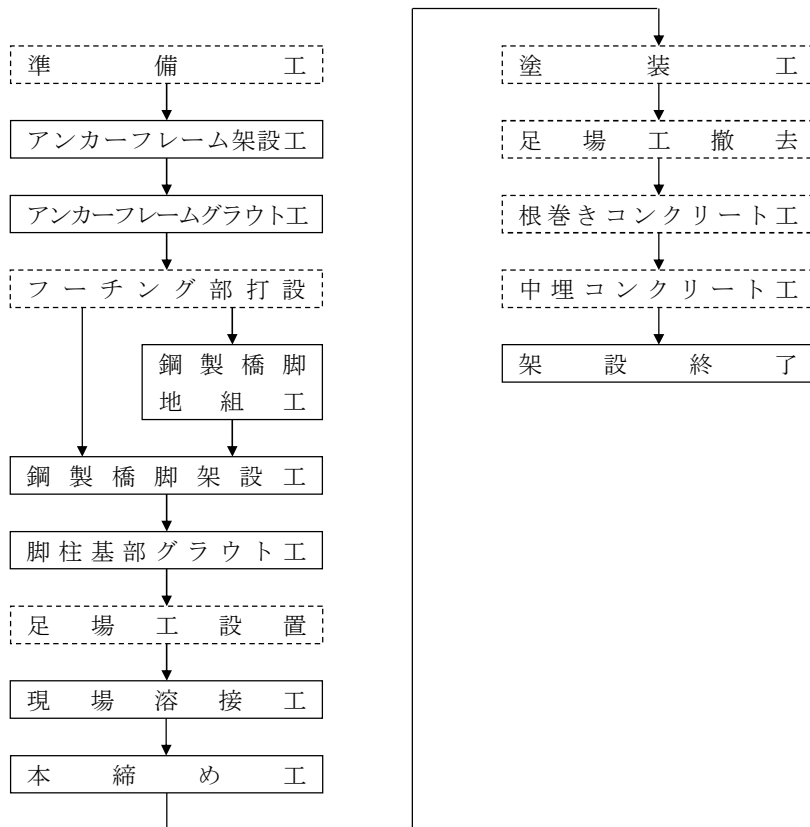 準備工
アンカーフレーム架設工
アンカーフレームグラウト工
フーチング部打設
鋼製橋脚
地組工
鋼製橋脚架設工
脚柱基部グラウト工
足場工設置
現場溶接工
本締め工
塗装工
足場工撤去
根巻きコンクリート工
中埋コンクリート工
架設終了